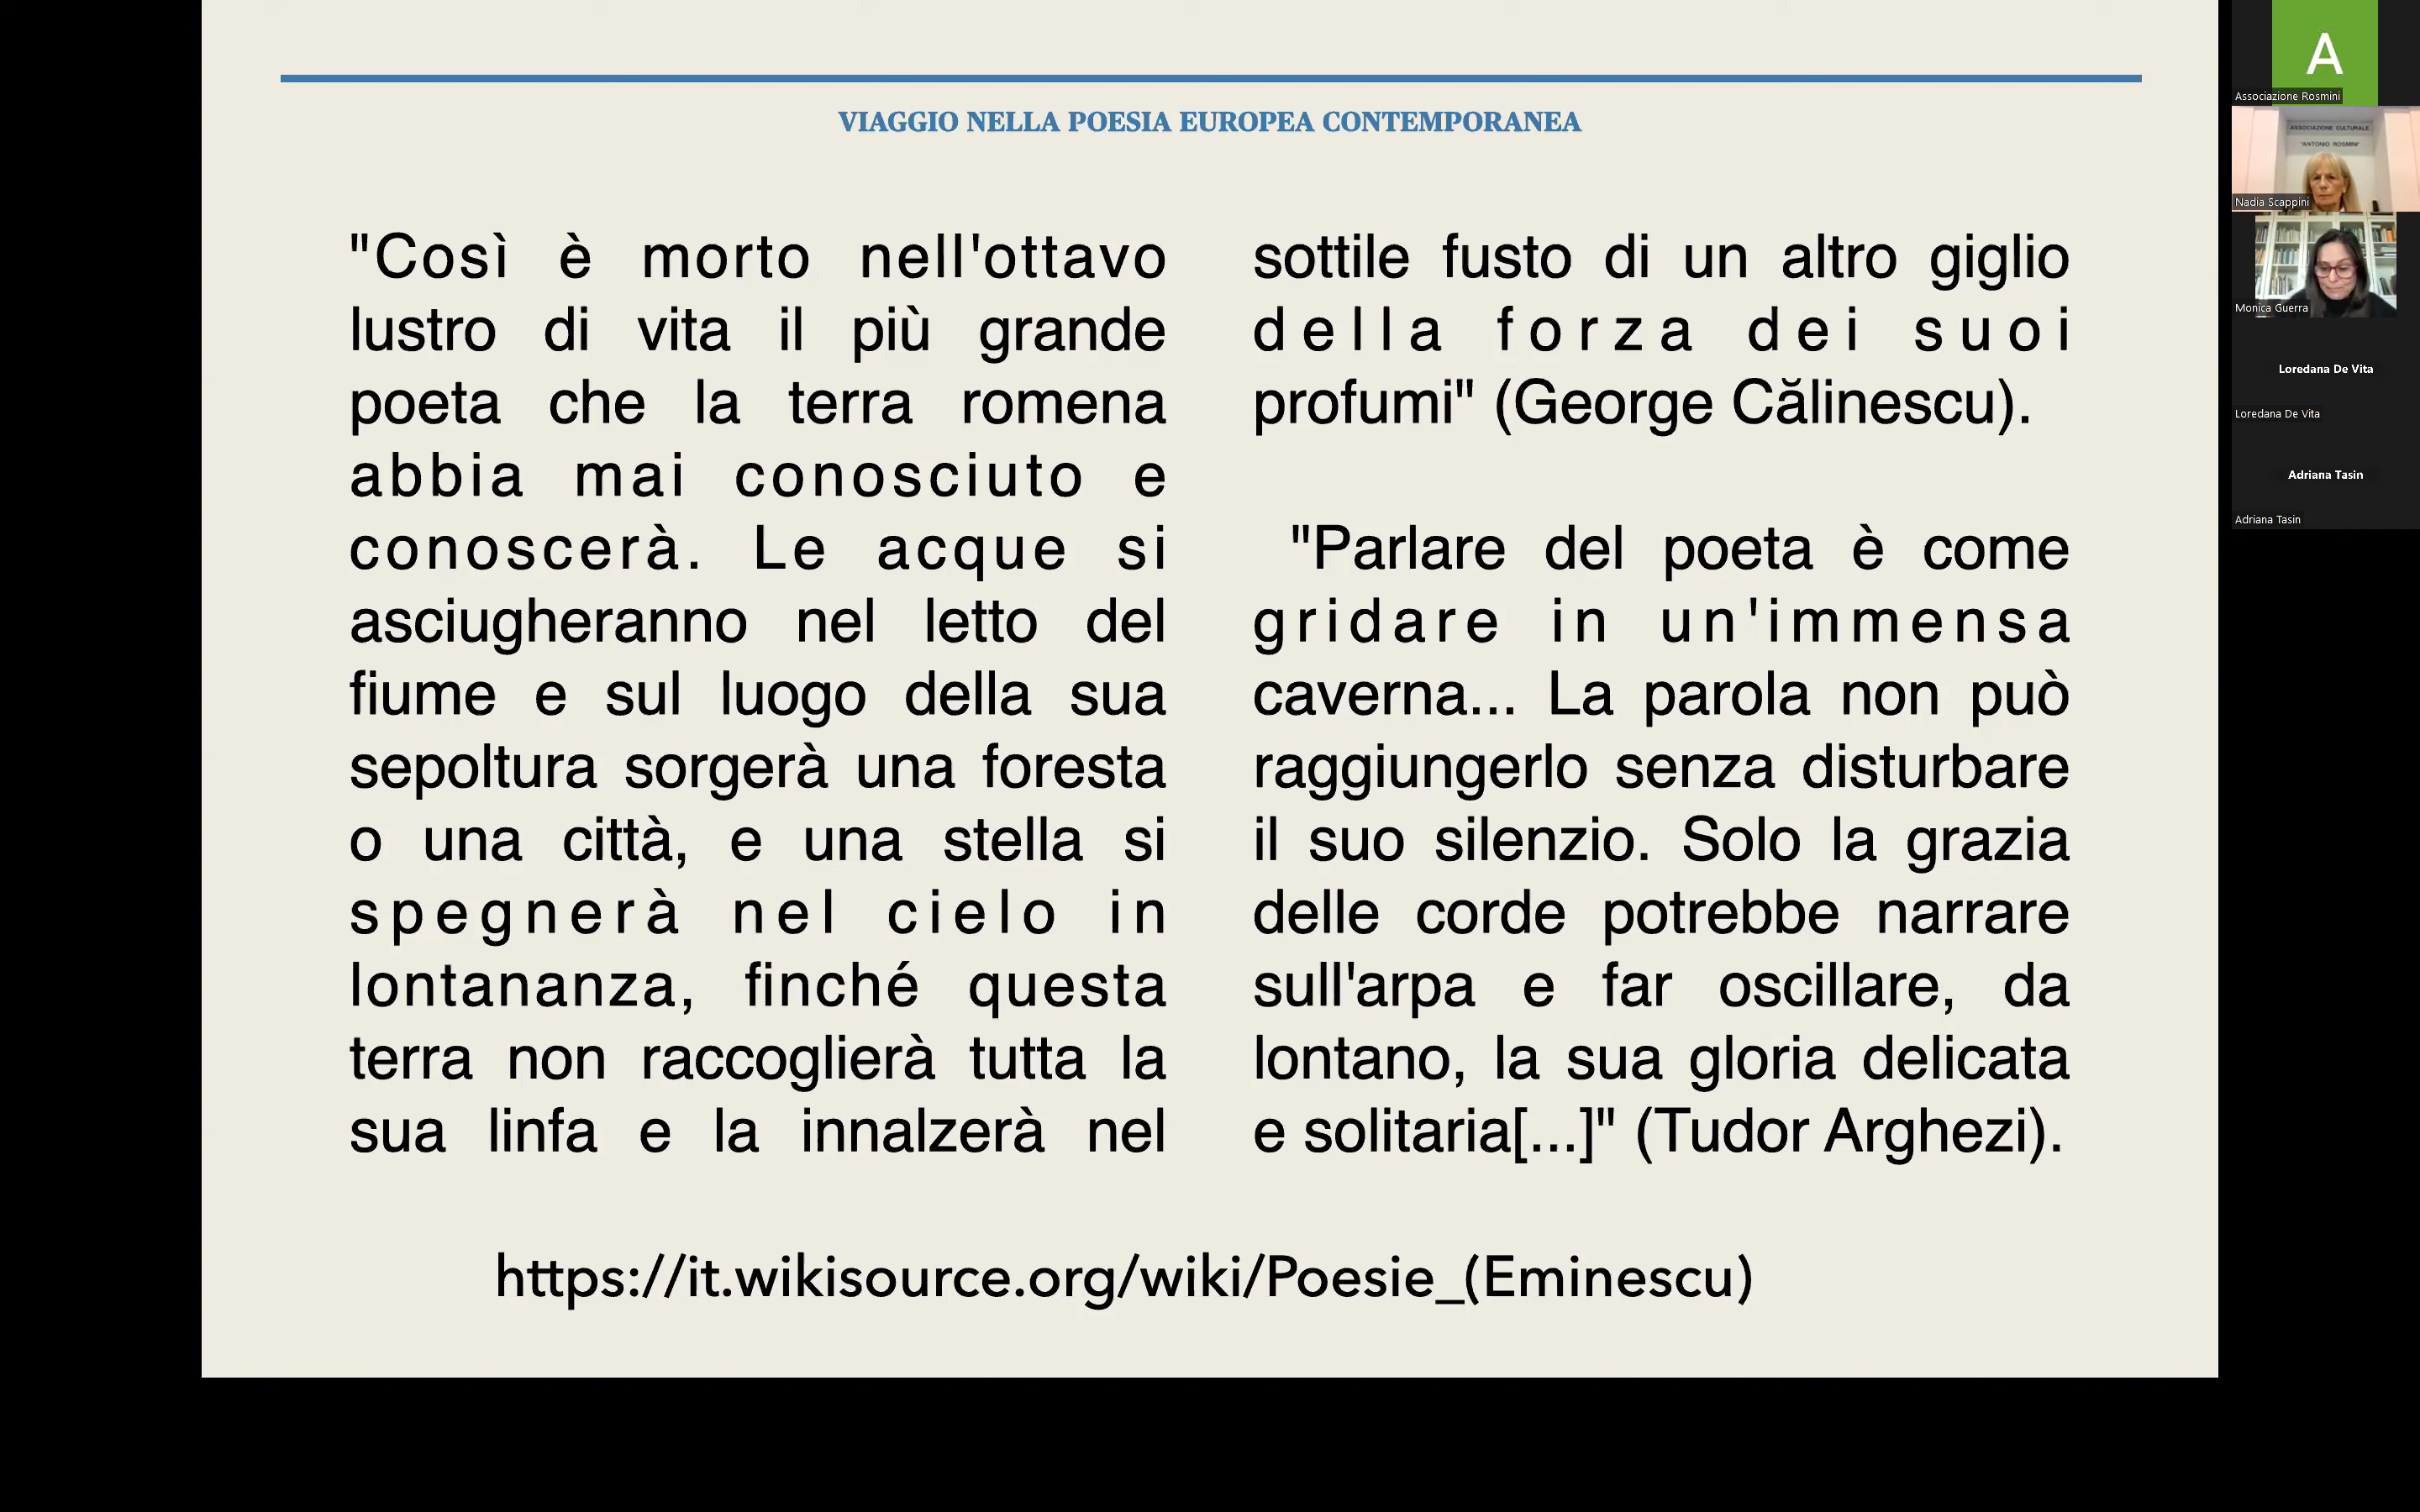 VIAGGIO NELLA POESIA EUROPEA CONTEMPORANEA
"Così è morto nell'ottavo
lustro di vita il più grande
poeta che la terra romena
abbia mai conosciuto e
conoscerà. Le acque si
asciugheranno nel letto del
fiume e sul luogo della sua
sepoltura sorgerà una foresta
o una città, e una stella si
spegnerà nel cielo in
lontananza, finché questa
terra non raccoglierà tutta la
sua linfa e la innalzerà nel
sottile fusto di un altro giglio
della forza dei suoi
profumi" (George Călinescu).
"Parlare del poeta è come
gridare in un'immensa
caverna... La parola non può
raggiungerlo senza disturbare
il suo silenzio. Solo la grazia
delle corde potrebbe narrare
sull'arpa e far oscillare, da
lontano, la sua gloria delicata
e solitaria[...]" (Tudor Arghezi).
https://it.wikisource.org/wiki/Poesie_(Eminescu)
A
Associazione Rosmini
ASSOCIAZIONE CULTURALE
"ANTONIO ROSMINI"
Nadia Scappini
Monica Guerra
Loredana De Vita
Loredana De Vita
Adriana Tasin
Adriana Tasin